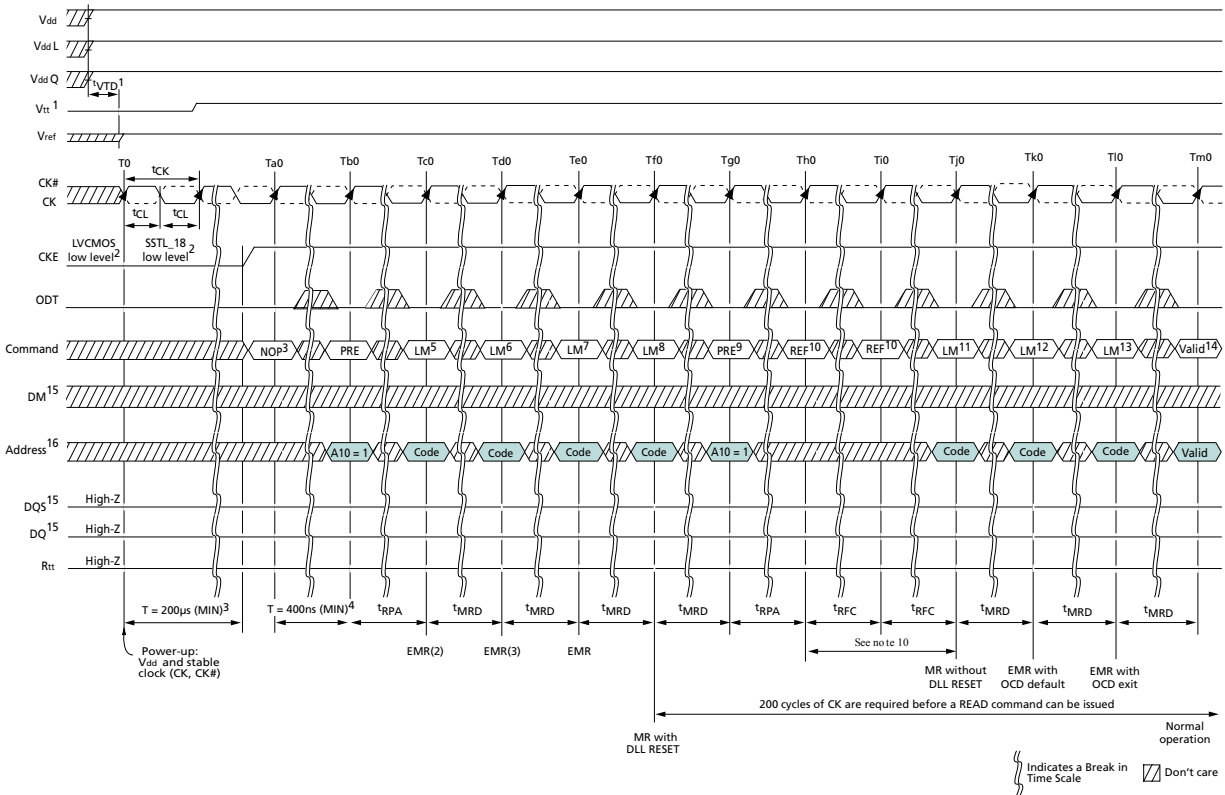 Vdd
Vdd L
Vdd Q
tVTD1
Vtt 1
Vref
T0 Ta0 Tb0 Tc0 Td0 Te0 Tf0 Tg0 Th0 Ti0 Tj0 Tk0 Tl0 Tm0
tCK
CK#
CK
tCL tCL
LVCMOS low level2
SSTL_18 low level2
CKE
ODT
Command NOP3 PRE LM5 LM6 LM7 LM8 PRE9 REF10 REF10 LM11 LM12 LM13 Valid14
DM15
Address16 A10 = 1 Code Code Code Code A10 = 1 Code Code Code Valid
DQS15 High-Z
DQ15 High-Z
Rtt High-Z
T = 200µs (MIN)3 T = 400ns (MIN)4 tRPA tMRD tMRD tMRD tMRD tRPA tRFC tRFC tMRD tMRD tMRD
See note 10
Power-up:
Vdd and stable
clock (CK, CK#)
EMR(2) EMR(3) EMR
MR without
DLL RESET
EMR with
OCD default
EMR with
OCD exit
200 cycles of CK are required before a READ command can be issued
MR with
DLL RESET
Normal
operation
Indicates a Break in
Time Scale
Don't care